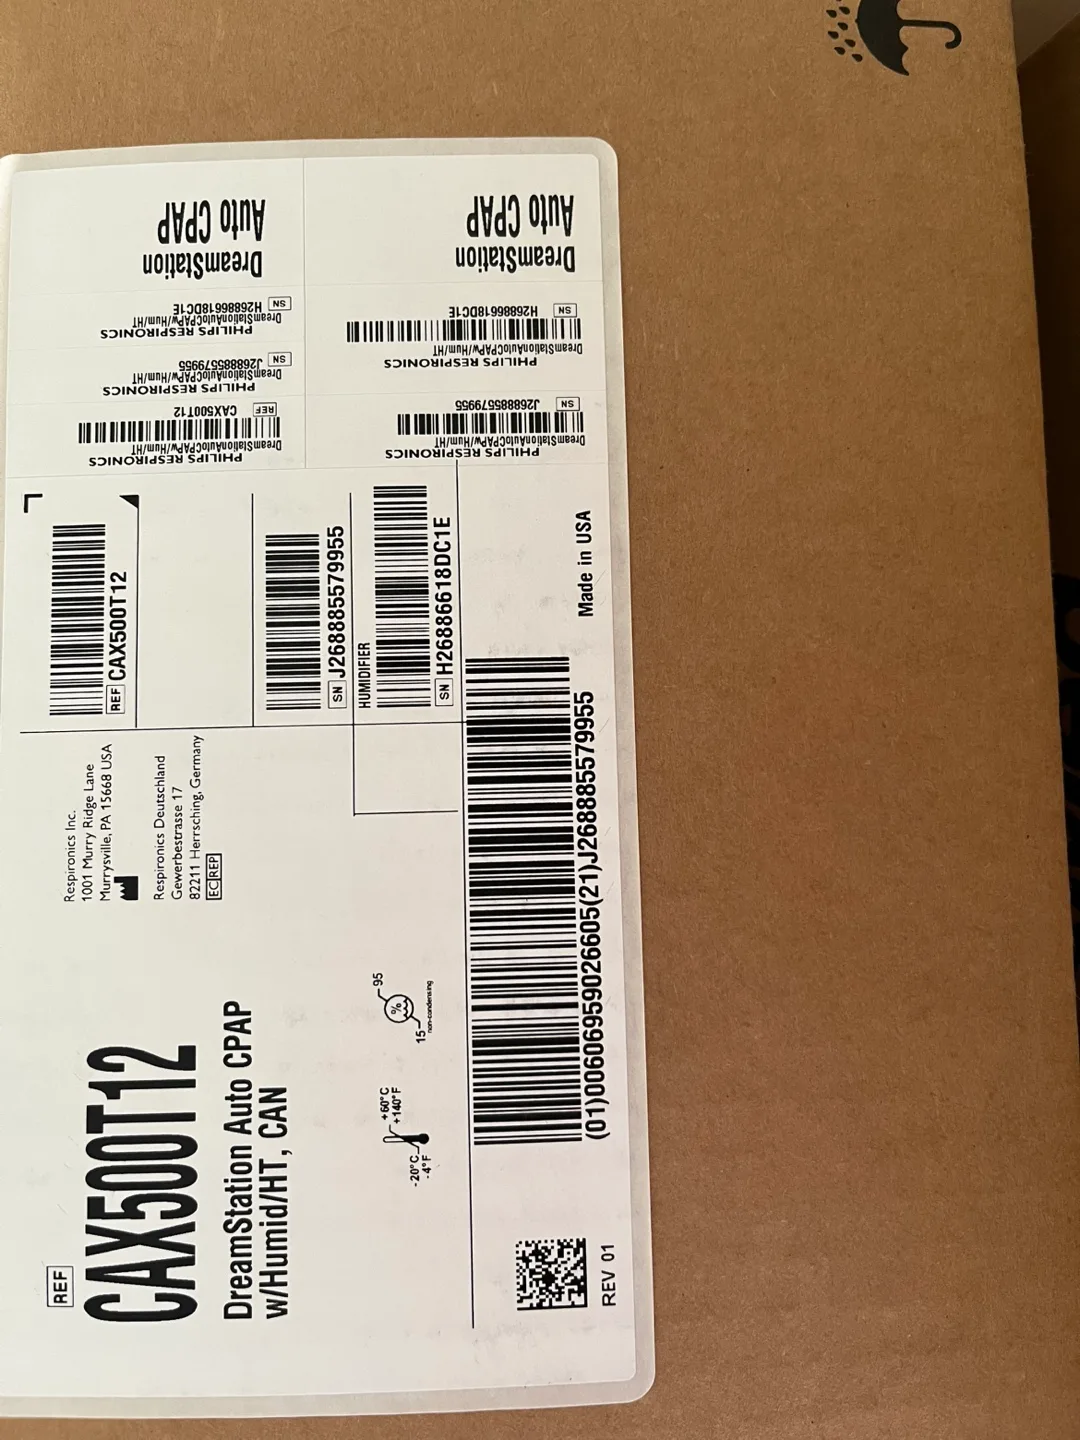 REF
CAX500T12
DreamStation Auto CPAP
w/Humid/HT, CAN
Respironics Inc.
1001 Murry Ridge Lane
Murrysville, PA 15668 USA
Respironics Deutschland
Gewerbestrasse 17
82211 Herrsching, Germany
EC REP
REF CAX500T12
SN J268885579955
HUMIDIFIER
SN H26886618DC1E
-20°C
-4°F
+60°C
+140°F
15
%
95
non-condensing
(01)00606959026605(21)J268885579955
REV 01
Made in USA
PHILIPS RESPIRONICS
DreamStationAutoCPAPw/Hum/HT
SN J268885579955
PHILIPS RESPIRONICS
DreamStationAutoCPAPw/Hum/HT
SN H26886618DC1E
DreamStation
Auto CPAP
PHILIPS RESPIRONICS
DreamStationAutoCPAPw/Hum/HT
REF CAX500T12
PHILIPS RESPIRONICS
DreamStationAutoCPAPw/Hum/HT
SN J268885579955
PHILIPS RESPIRONICS
DreamStationAutoCPAPw/Hum/HT
SN H26886618DC1E
DreamStation
Auto CPAP